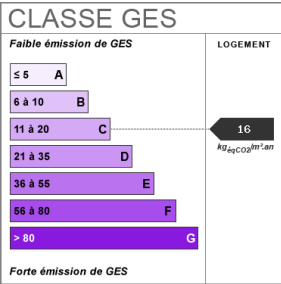 CLASSE GES
Faible émission de GES
LOGEMENT
≤ 5 A
6 à 10 B
11 à 20 C
16
kgéqCO2/m².an
21 à 35 D
36 à 55 E
56 à 80 F
> 80 G
Forte émission de GES